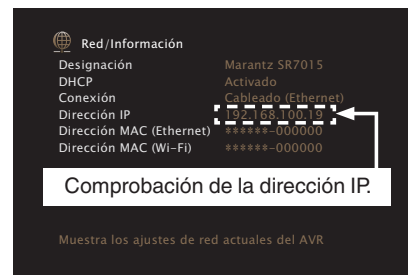 Red/Información
Designación Marantz SR7015
DHCP Activado
Conexión Cableado (Ethernet)
Dirección IP 192.168.100.19
Dirección MAC (Ethernet) ******-000000
Dirección MAC (Wi-Fi) ******-000000
Comprobación de la dirección IP.
Muestra los ajustes de red actuales del AVR